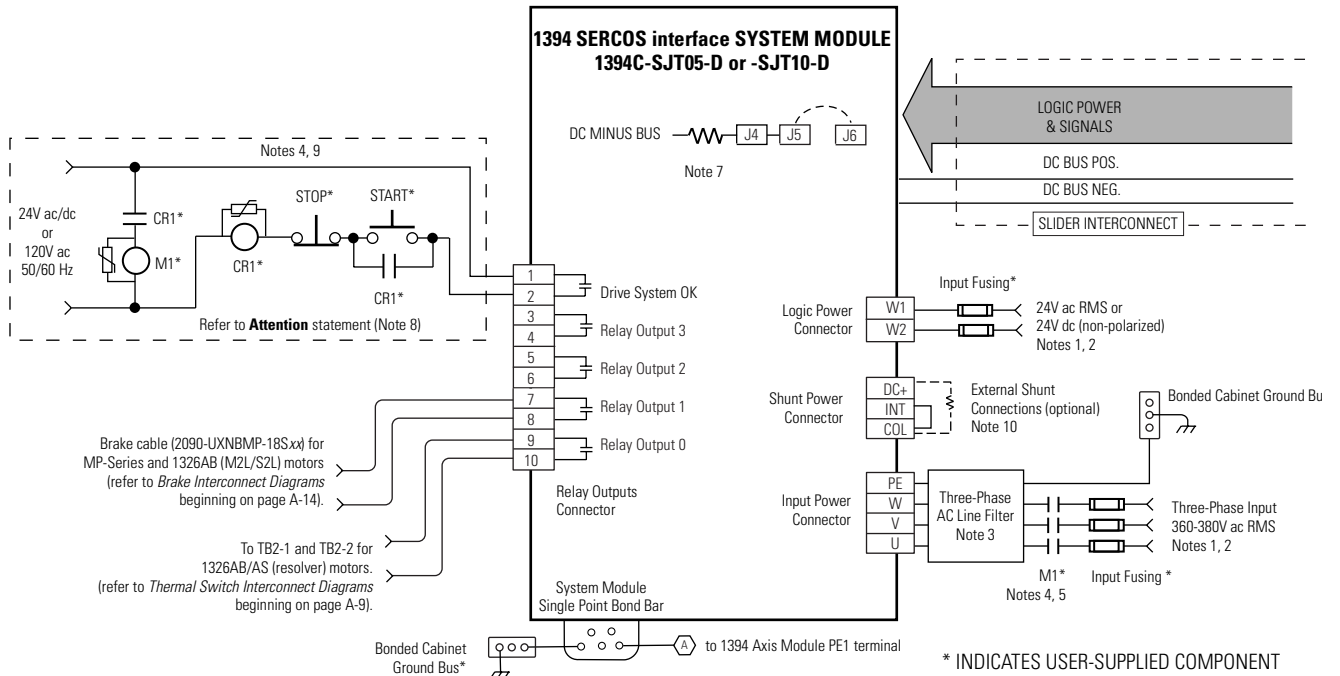 1394 SERCOS interface SYSTEM MODULE
1394C-SJT05-D or -SJT10-D
DC MINUS BUS
J4
J5
J6
Note 7
LOGIC POWER
& SIGNALS
DC BUS POS.
DC BUS NEG.
SLIDER INTERCONNECT
Notes 4, 9
24V ac/dc
or
120V ac
50/60 Hz
CR1*
M1*
CR1*
STOP*
START*
CR1*
Refer to Attention statement (Note 8)
1
2
3
4
5
6
7
8
9
10
Drive System OK
Relay Output 3
Relay Output 2
Relay Output 1
Relay Output 0
Relay Outputs
Connector
Brake cable (2090-UXNBMP-18Sxx) for
MP-Series and 1326AB (M2L/S2L) motors
(refer to Brake Interconnect Diagrams
beginning on page A-14).
To TB2-1 and TB2-2 for
1326AB/AS (resolver) motors.
(refer to Thermal Switch Interconnect Diagrams
beginning on page A-9).
Logic Power
Connector
W1
W2
Input Fusing*
24V ac RMS or
24V dc (non-polarized)
Notes 1, 2
Shunt Power
Connector
DC+
INT
COL
External Shunt
Connections (optional)
Note 10
Bonded Cabinet Ground Bu
Input Power
Connector
PE
W
V
U
Three-Phase
AC Line Filter
Note 3
Three-Phase Input
360-380V ac RMS
Notes 1, 2
M1*
Notes 4, 5
Input Fusing *
System Module
Single Point Bond Bar
Bonded Cabinet
Ground Bus*
A
to 1394 Axis Module PE1 terminal
* INDICATES USER-SUPPLIED COMPONENT